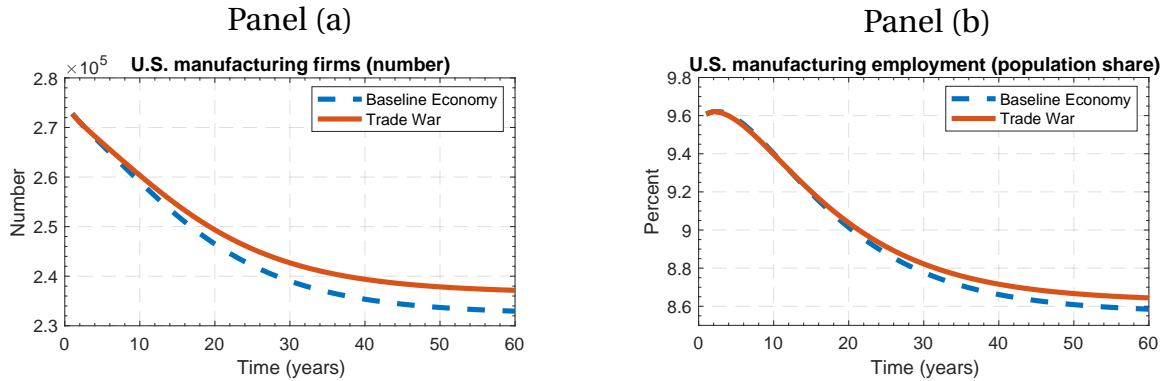 Panel (a)
U.S. manufacturing firms (number)
× 10⁵
2.8
2.7
2.6
2.5
2.4
2.3
Number
0 10 20 30 40 50 60
Time (years)
Baseline Economy
Trade War
Panel (b)
U.S. manufacturing employment (population share)
9.8
9.6
9.4
9.2
9
8.8
8.6
Percent
0 10 20 30 40 50 60
Time (years)
Baseline Economy
Trade War